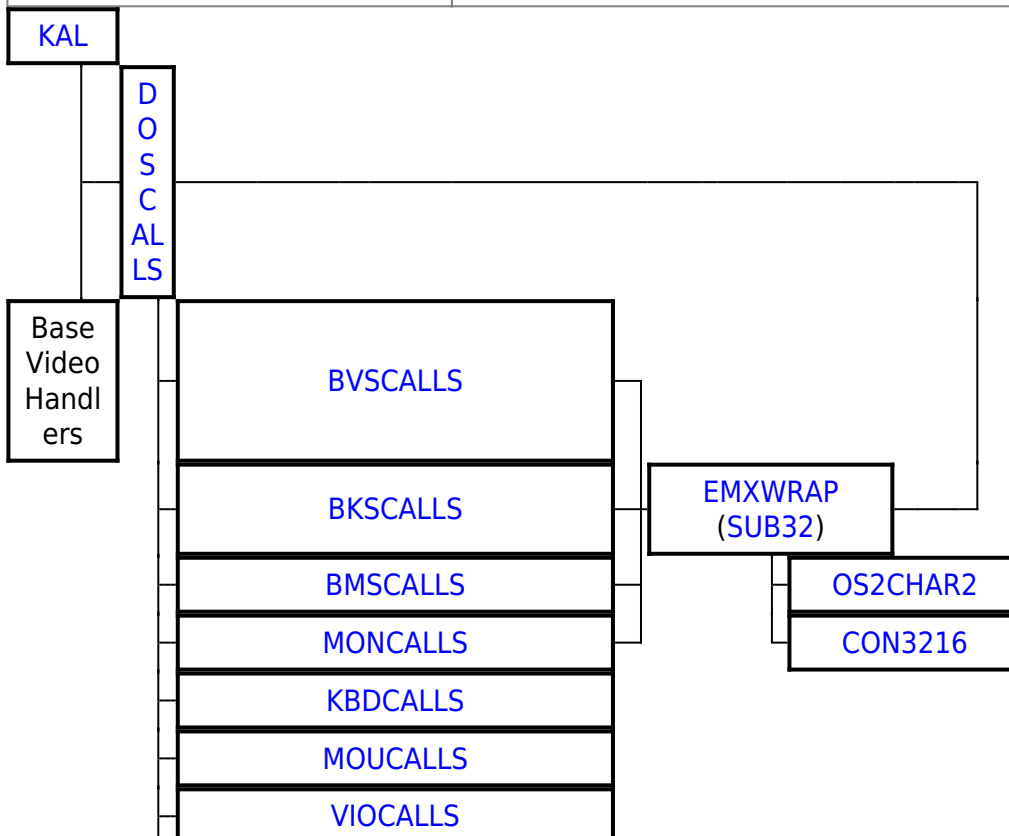 KAL
D
O
S
C
AL
LS
Base
Video
Handl
ers
BVSCALLS
BKSCALLS
EMXWRAP
(SUB32)
BMSCALLS
OS2CHAR2
MONCALLS
CON3216
KBDCALLS
MOUCALLS
VIOCALLS